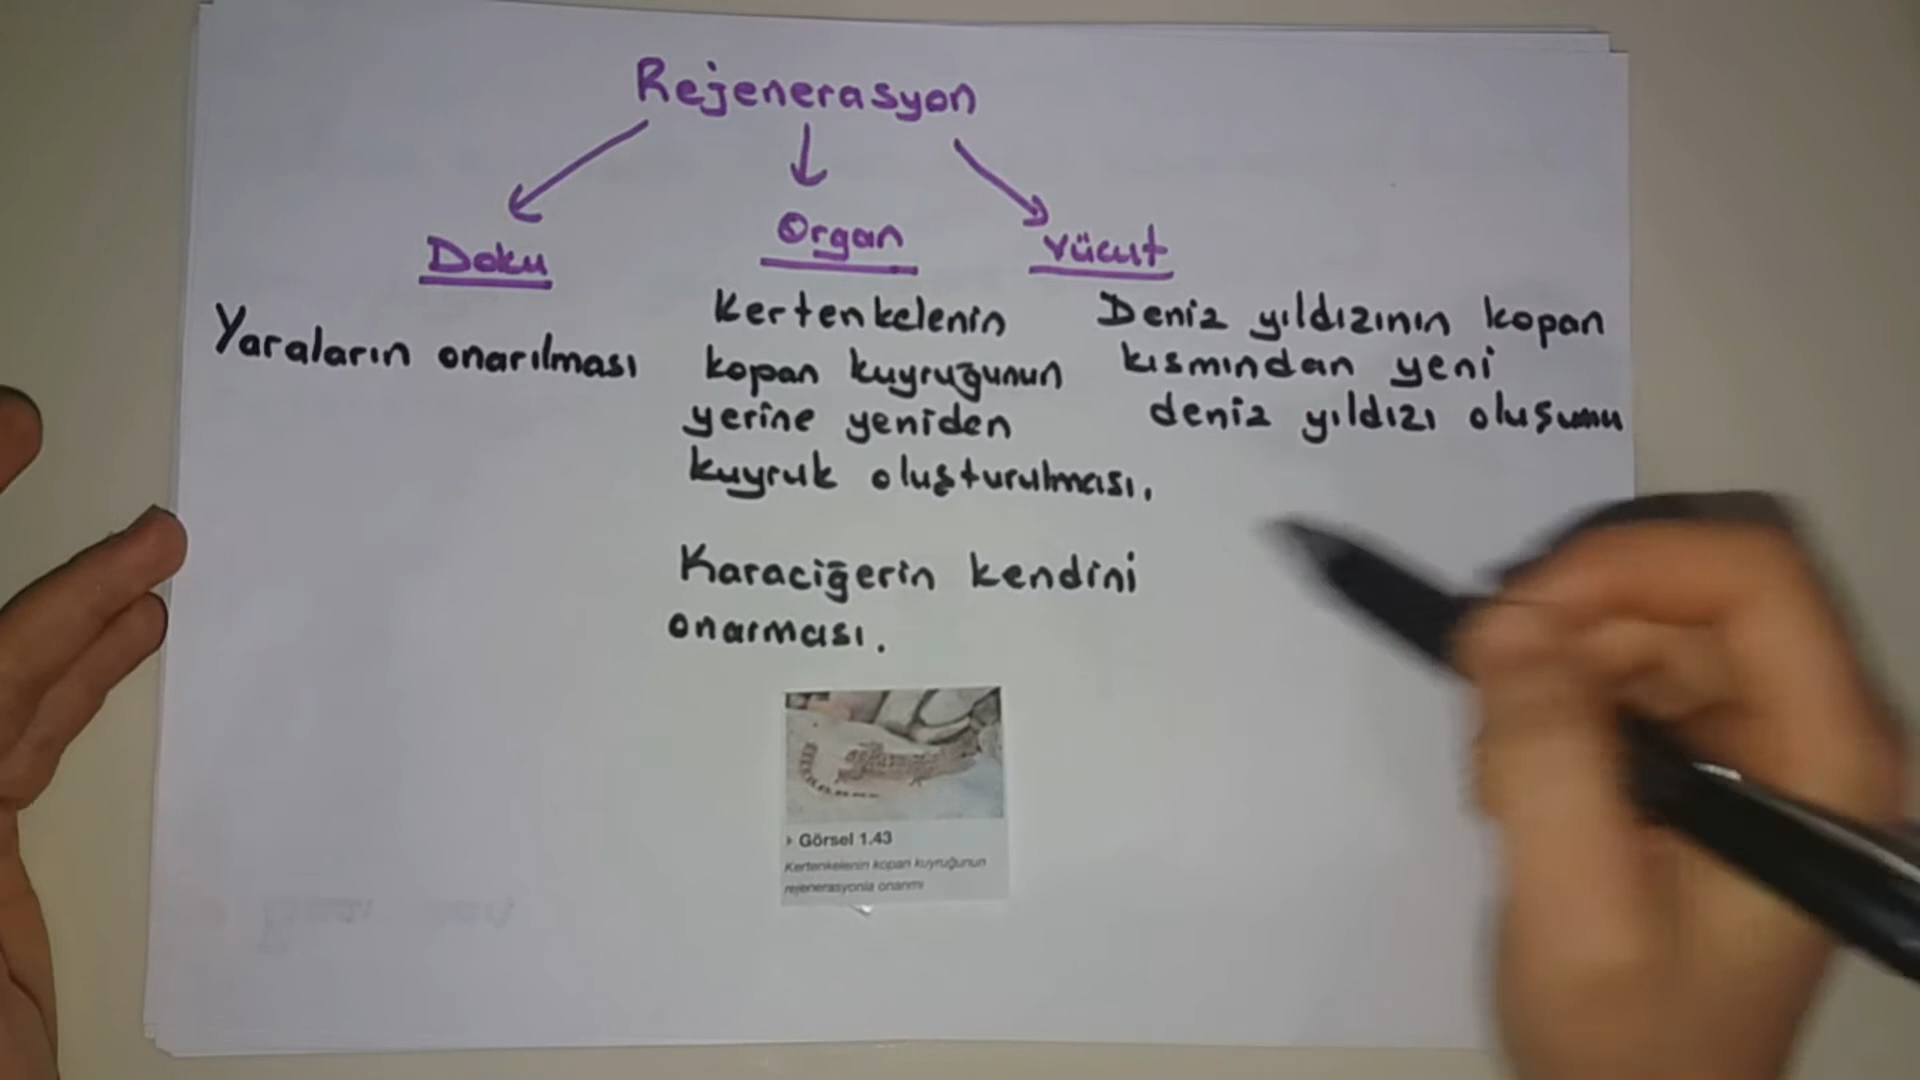 Rejenerasyon
Doku
Organ
Vücut
Yaraların onarılması
Kertenkelenin
kopan kuyruğunun
yerine yeniden
kuyruk oluşturulması.
Karaciğerin kendini
onarması.
Deniz yıldızının kopan
kısmından yeni
deniz yıldızı oluşumu
› Görsel 1.43
Kertenkelenin kopan kuyruğunun
rejenerasyonla onarımı